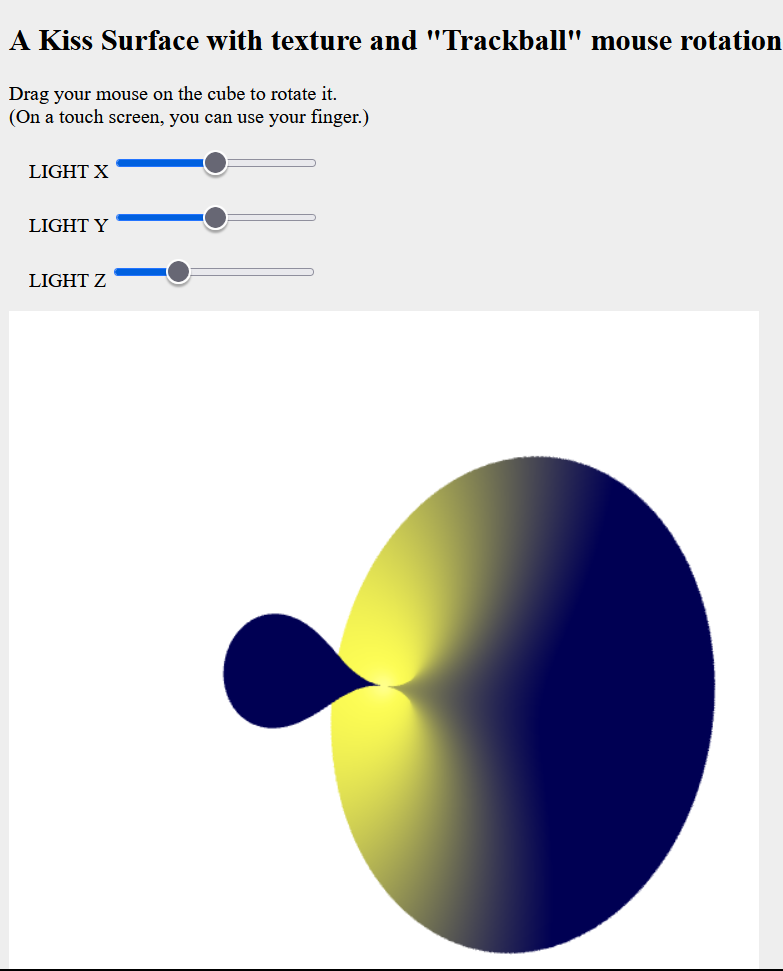 A Kiss Surface with texture and "Trackball" mouse rotation
Drag your mouse on the cube to rotate it.
(On a touch screen, you can use your finger.)
LIGHT X
LIGHT Y
LIGHT Z